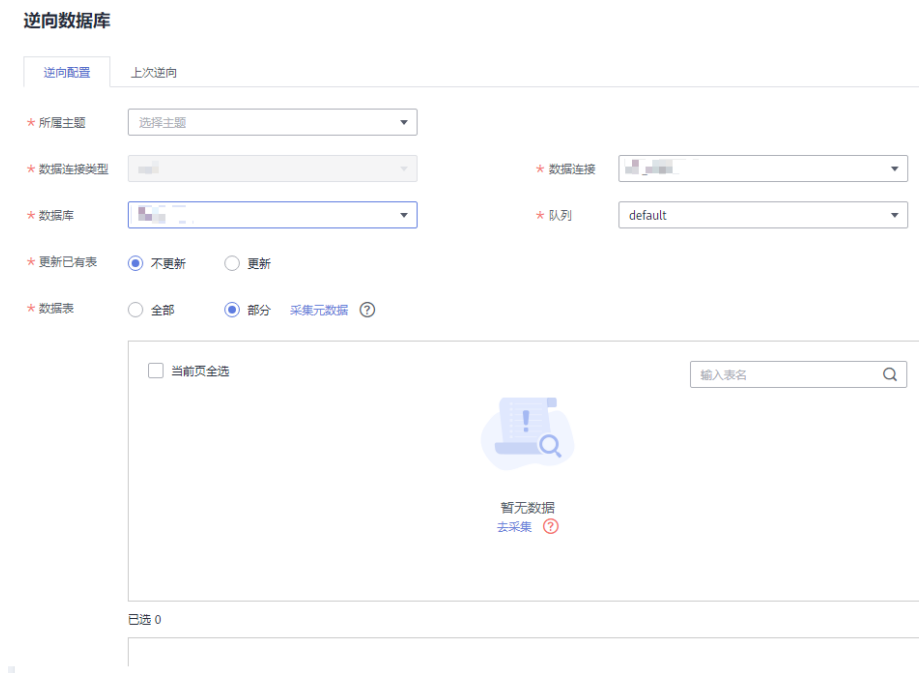 逆向数据库
逆向配置 上次逆向
* 所属主题 选择主题
* 数据连接类型 * 数据连接
* 数据库 * 队列 default
* 更新已有表 不更新 更新
* 数据表 全部 部分 采集元数据 ?
当前页全选 输入表名
暂无数据
去采集 ?
已选 0